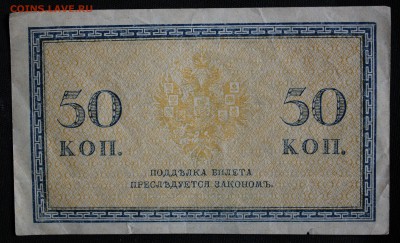 COINS.LAVE.RU
50 50
КОП. КОП.
ПОДДѢЛКА БИЛЕТА
ПРЕСЛѢДУЕТСЯ ЗАКОНОМЪ.